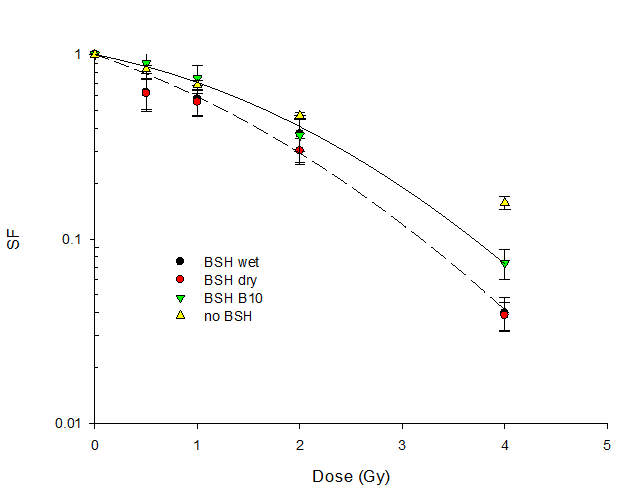 1
0.1
0.01
SF
BSH wet
BSH dry
BSH B10
no BSH
0 1 2 3 4 5
Dose (Gy)